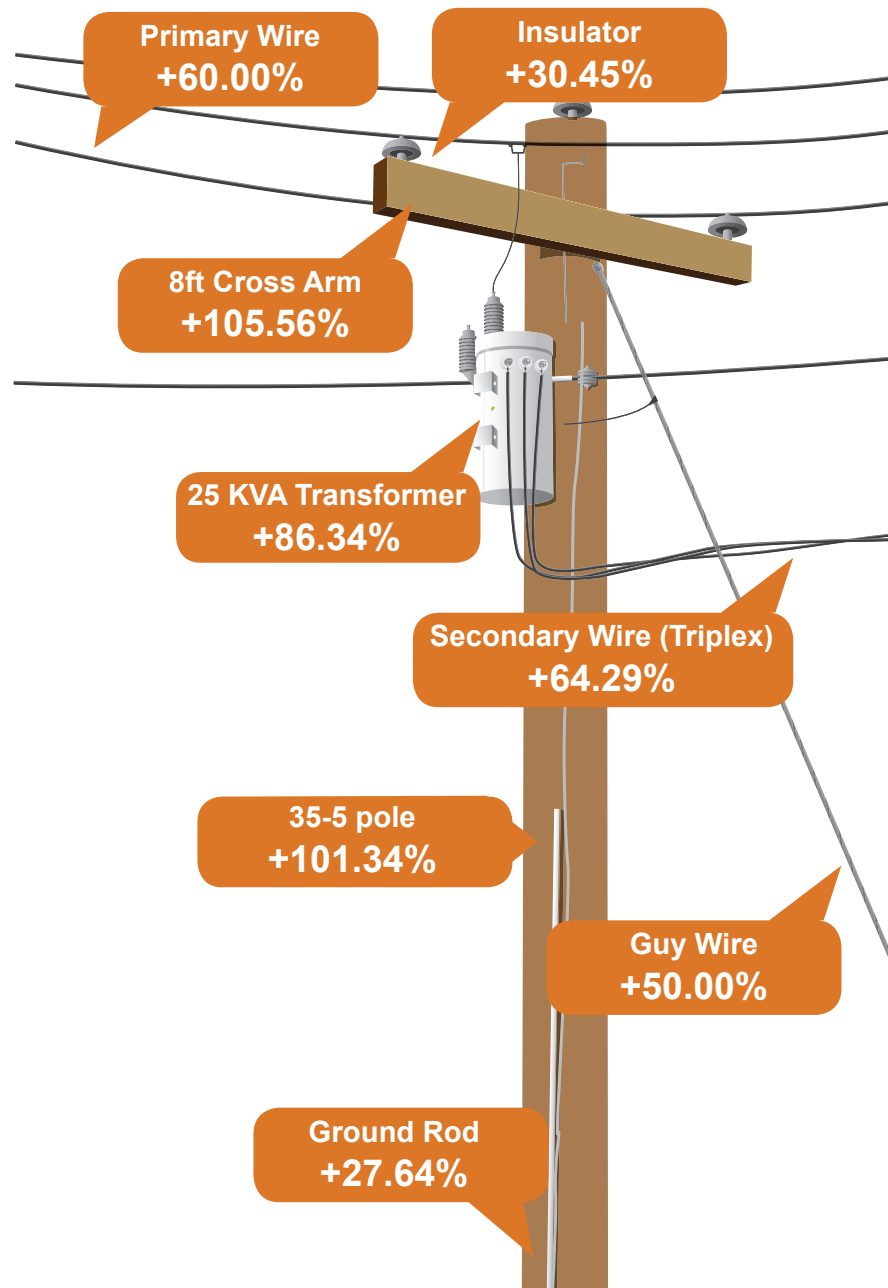 Primary Wire
+60.00%
Insulator
+30.45%
8ft Cross Arm
+105.56%
25 KVA Transformer
+86.34%
Secondary Wire (Triplex)
+64.29%
35-5 pole
+101.34%
Guy Wire
+50.00%
Ground Rod
+27.64%